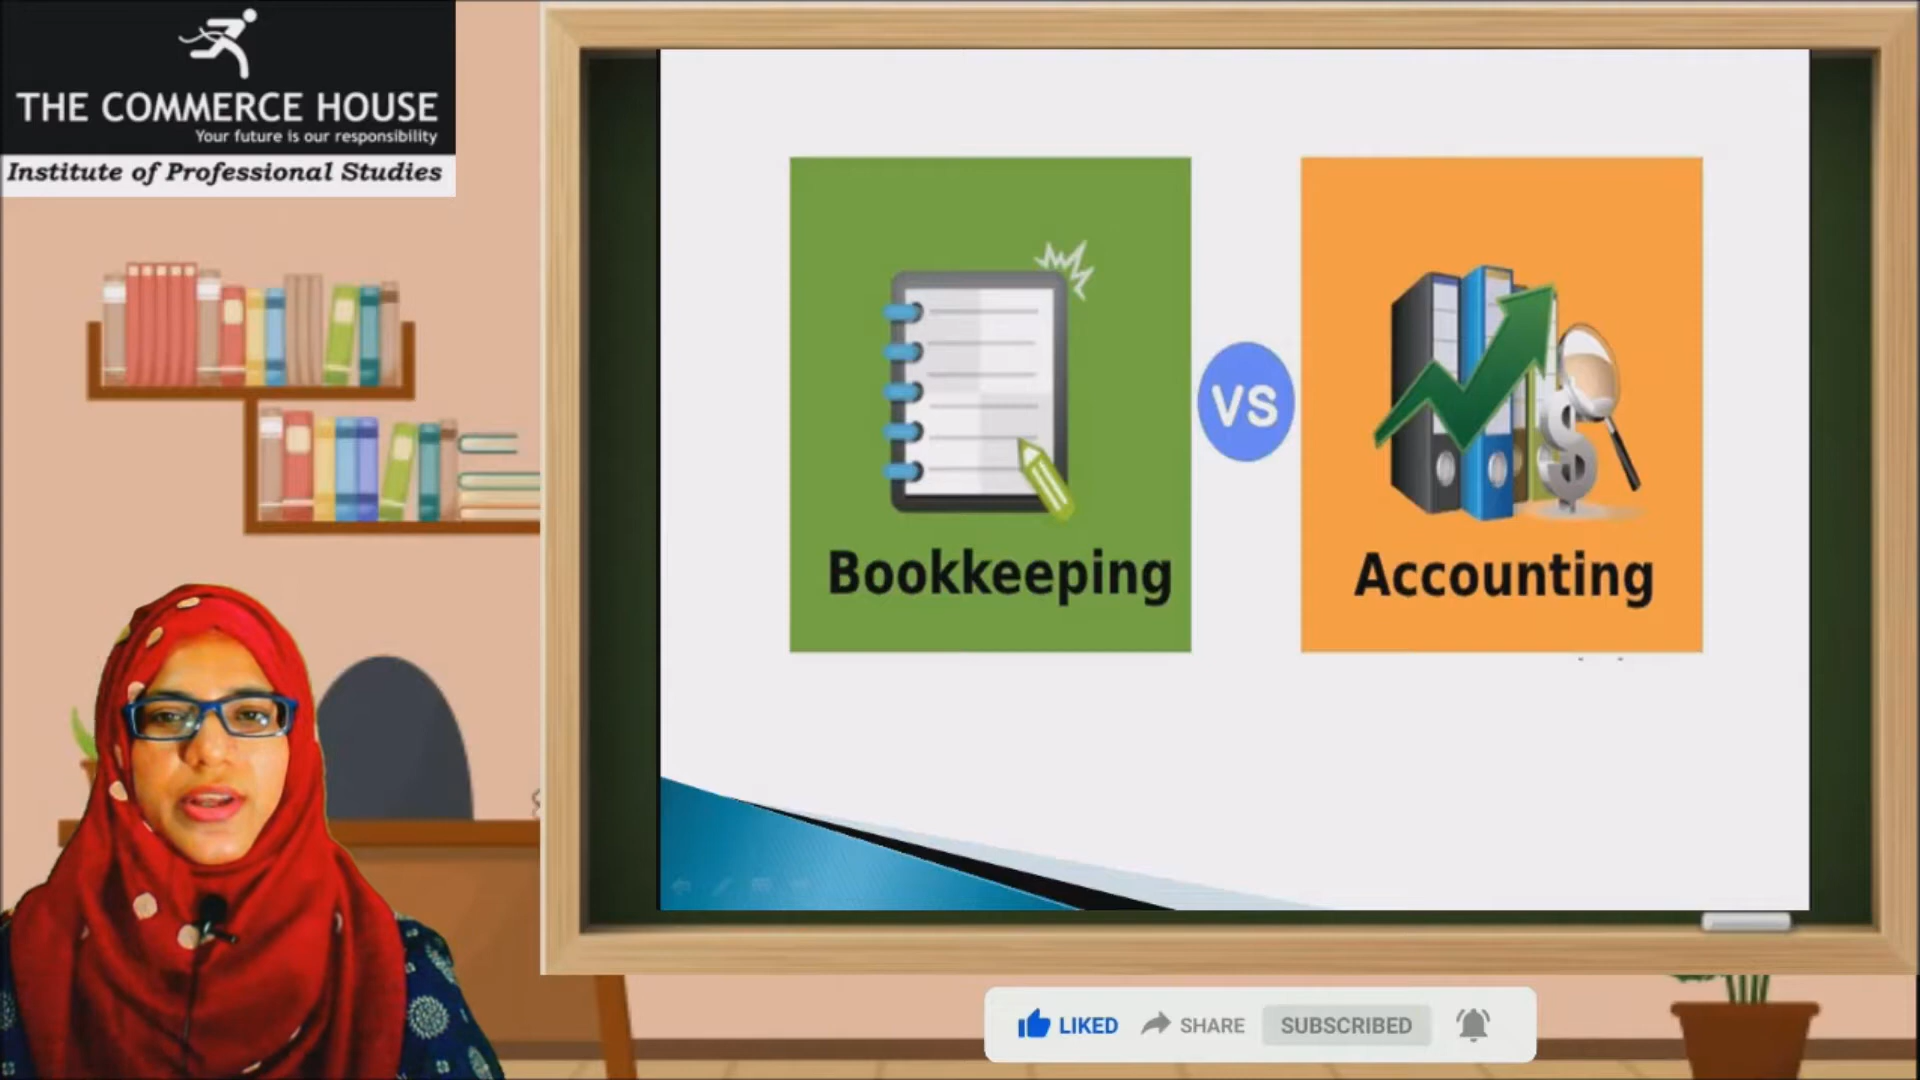 THE COMMERCE HOUSE
Your future is our responsibility
Institute of Professional Studies
Bookkeeping
VS
Accounting
LIKED
SHARE
SUBSCRIBED